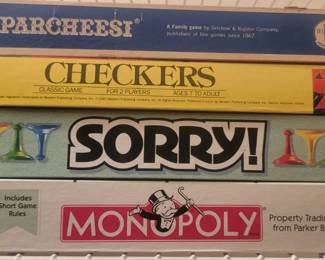 PARCHEESI®
A Family game by Selchow & Righter Company,
publishers of fine games since 1867
CHECKERS
CLASSIC GAME FOR 2 PLAYERS AGES 7 TO ADULT
SORRY!
Includes
Short Game
Rules
MONOPOLY
Property Trading
from Parker B